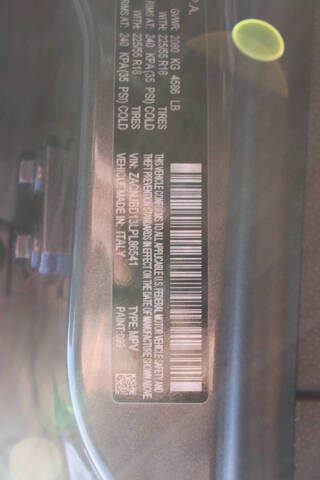 P.A.
GVWR: 2080 KG 4586 LB
WITH: 225/55 R18 TIRES
RIMS AT: 240 KPA(35 PSI) COLD
WITH: 225/55 R18 TIRES
RIMS AT: 240 KPA(35 PSI) COLD
THIS VEHICLE CONFORMS TO ALL APPLICABLE U.S. FEDERAL MOTOR VEHICLE SAFETY AND
THEFT PREVENTION STANDARDS IN EFFECT ON THE DATE OF MANUFACTURE SHOWN ABOVE.
VIN: TYPE: MPV
VEHICLE MADE IN: ITALY PAINT: